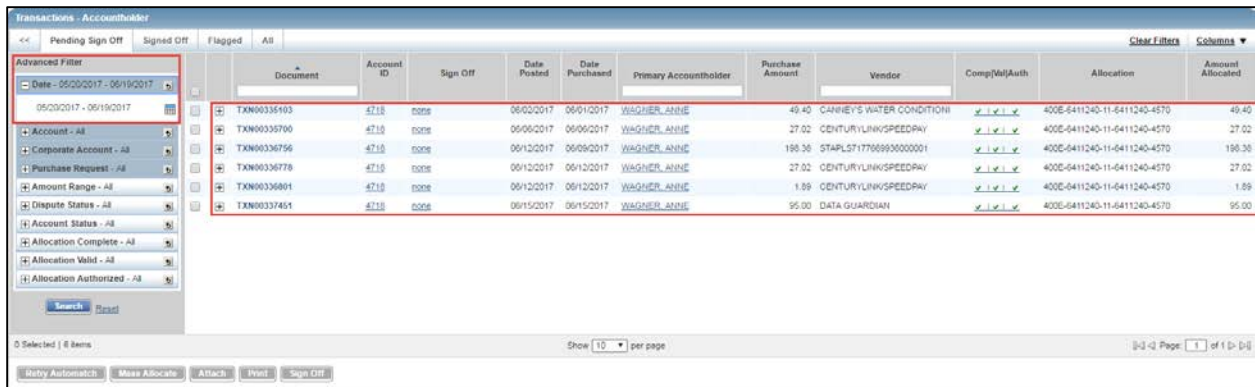 Transactions - Accountholder
<< Pending Sign Off Signed Off Flagged All Clear Filters Columns ▼
Advanced Filter
Date - 05/20/2017 - 06/19/2017
05/20/2017 - 06/19/2017
Account - All
Corporate Account - All
Purchase Request - All
Amount Range - All
Dispute Status - All
Account Status - All
Allocation Complete - All
Allocation Valid - All
Allocation Authorized - All
Search Reset
Document Account ID Sign Off Date Posted Date Purchased Primary Accountholder Purchase Amount Vendor Comp|Val|Auth Allocation Amount Allocated
TXN00335103 4718 none 06/02/2017 06/01/2017 WAGNER, ANNE 49.40 CANNEY'S WATER CONDITIONI 400E-6411240-11-6411240-4570 49.40
TXN00335700 4718 none 06/06/2017 06/06/2017 WAGNER, ANNE 27.02 CENTURYLINK/SPEEDPAY 400E-6411240-11-6411240-4570 27.02
TXN00336756 4718 none 06/12/2017 06/09/2017 WAGNER, ANNE 198.38 STAPLS7177669936000001 400E-6411240-11-6411240-4570 198.38
TXN00336778 4718 none 06/12/2017 06/12/2017 WAGNER, ANNE 27.02 CENTURYLINK/SPEEDPAY 400E-6411240-11-6411240-4570 27.02
TXN00336801 4718 none 06/12/2017 06/12/2017 WAGNER, ANNE 1.89 CENTURYLINK/SPEEDPAY 400E-6411240-11-6411240-4570 1.89
TXN00337451 4718 none 06/15/2017 06/15/2017 WAGNER, ANNE 95.00 DATA GUARDIAN 400E-6411240-11-6411240-4570 95.00
0 Selected | 6 items Show 10 per page Page: 1 of 1
Retry Automatch Mass Allocate Attach Print Sign Off